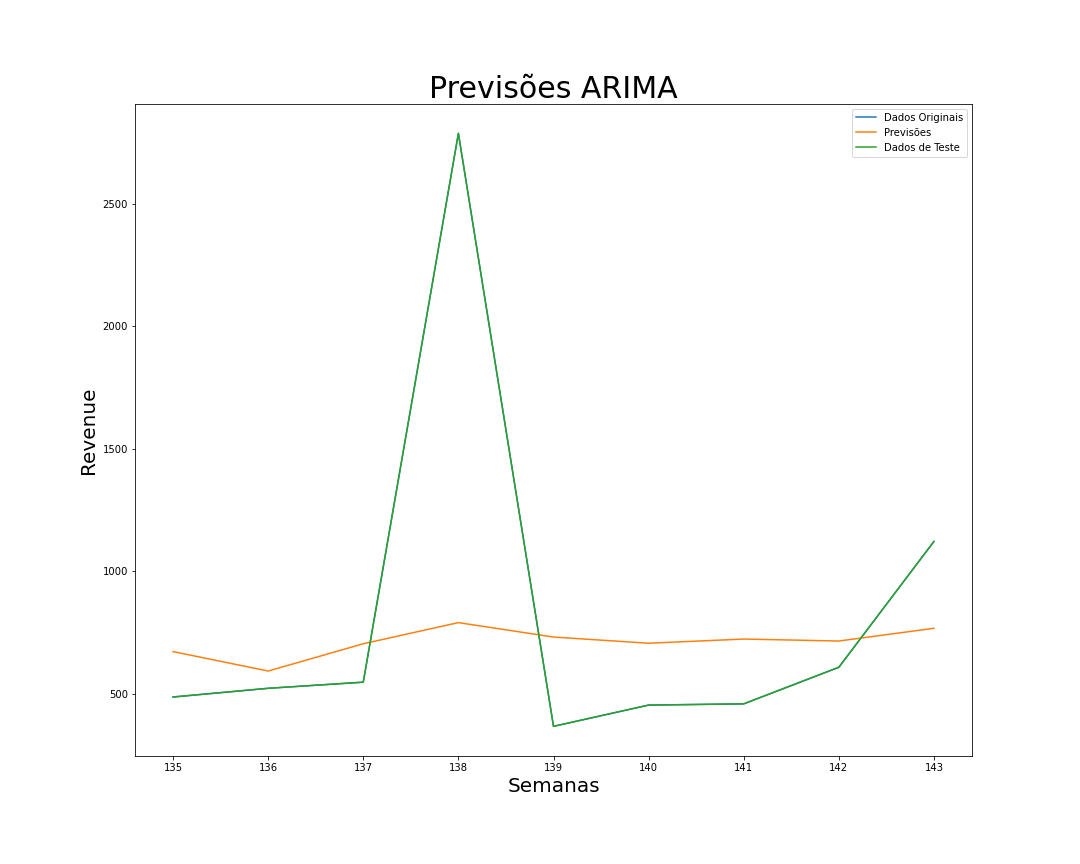 Previsões ARIMA
Dados Originais
Previsões
Dados de Teste
Revenue
2500
2000
1500
1000
500
135 136 137 138 139 140 141 142 143
Semanas